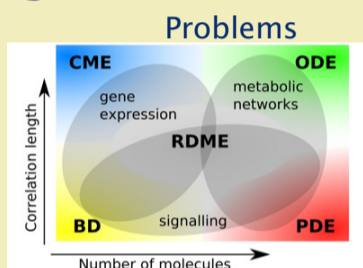 Problems
CME
ODE
gene
expression
metabolic
networks
RDME
BD
signalling
PDE
Correlation length
Number of molecules